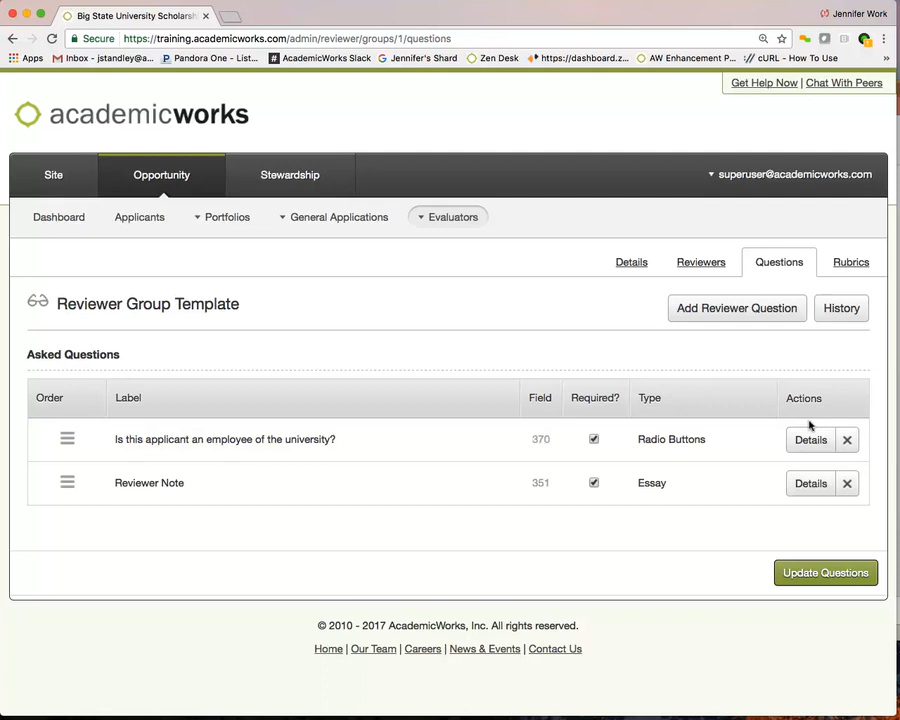 Big State University Scholarsh
Jennifer Work
Secure https://training.academicworks.com/admin/reviewer/groups/1/questions
Apps Inbox - jstandley@a... Pandora One - List... AcademicWorks Slack Jennifer's Shard Zen Desk https://dashboard.z... AW Enhancement P... cURL - How To Use »
Get Help Now | Chat With Peers
academicworks
Site Opportunity Stewardship superuser@academicworks.com
Dashboard Applicants Portfolios General Applications Evaluators
Details Reviewers Questions Rubrics
Reviewer Group Template Add Reviewer Question History
Asked Questions
Order Label Field Required? Type Actions
Is this applicant an employee of the university? 370 Radio Buttons Details
Reviewer Note 351 Essay Details
Update Questions
© 2010 - 2017 AcademicWorks, Inc. All rights reserved.
Home | Our Team | Careers | News & Events | Contact Us